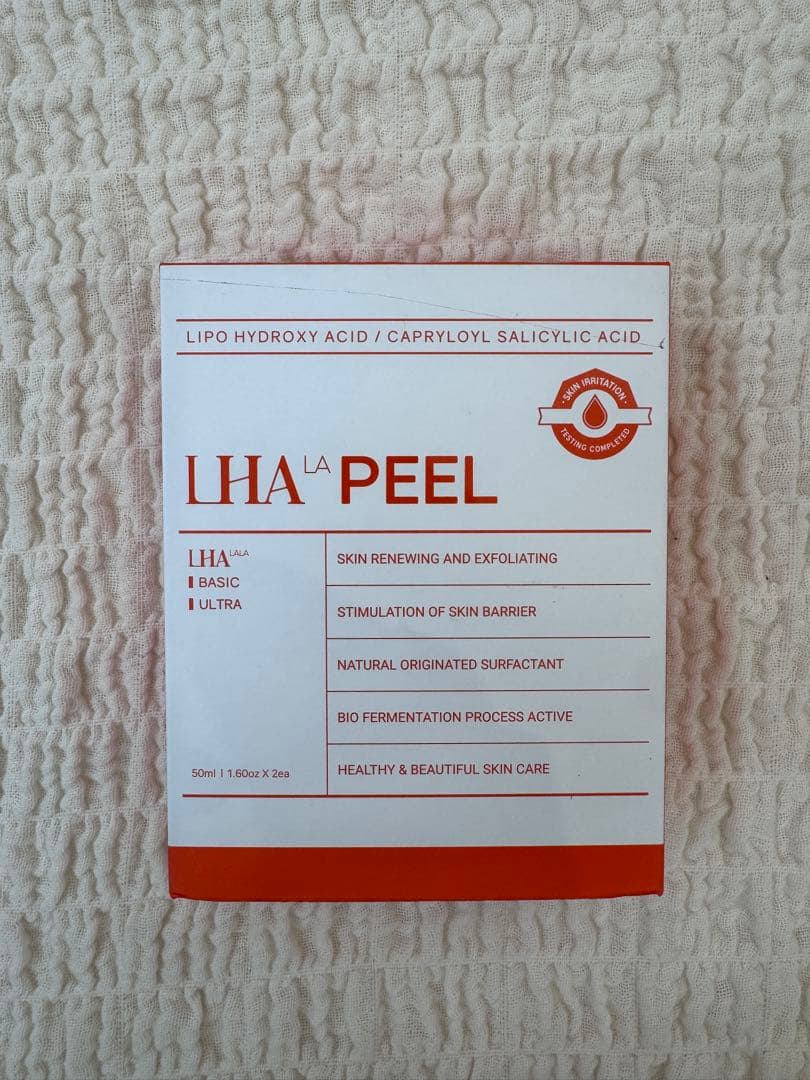 LIPO HYDROXY ACID / CAPRYLOYL SALICYLIC ACID
· SKIN IRRITATION ·
TESTING COMPLETED
LHA LA PEEL
LHA LALA
BASIC
ULTRA
50ml | 1.60oz X 2ea
SKIN RENEWING AND EXFOLIATING
STIMULATION OF SKIN BARRIER
NATURAL ORIGINATED SURFACTANT
BIO FERMENTATION PROCESS ACTIVE
HEALTHY & BEAUTIFUL SKIN CARE